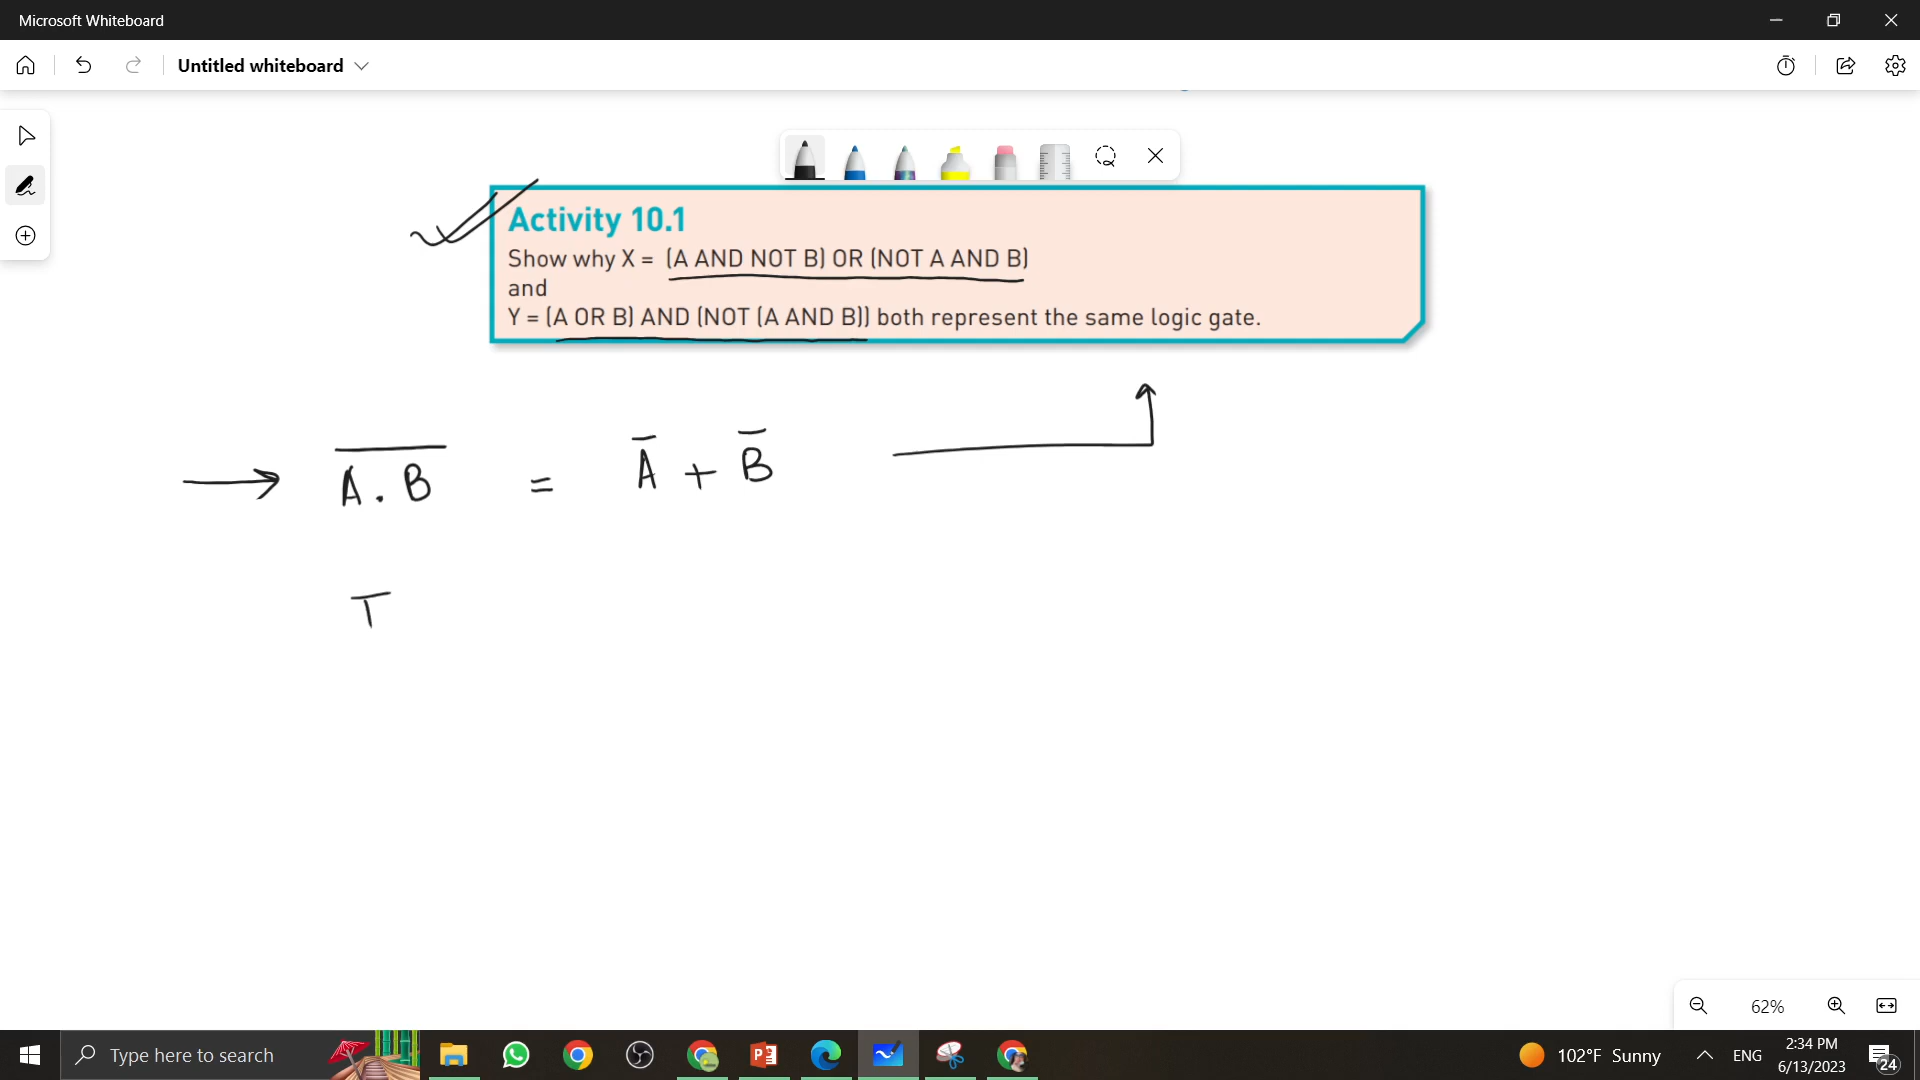 Microsoft Whiteboard
Untitled whiteboard
Activity 10.1
Show why X = (A AND NOT B) OR (NOT A AND B)
and
Y = (A OR B) AND (NOT (A AND B)) both represent the same logic gate.
→ A̅.̅B̅ = A̅ + B̅
T
62%
Type here to search
102°F Sunny
ENG
2:34 PM
6/13/2023
24